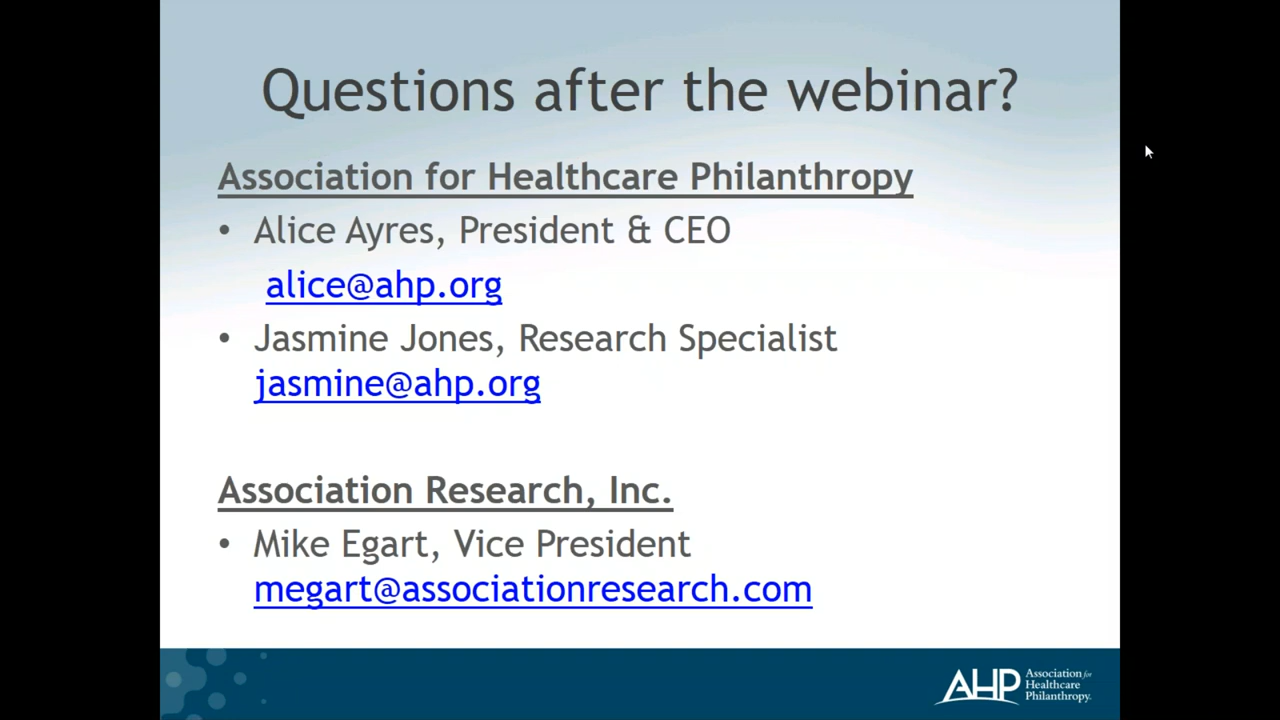 Questions after the webinar?
Association for Healthcare Philanthropy
• Alice Ayres, President & CEO
alice@ahp.org
• Jasmine Jones, Research Specialist
jasmine@ahp.org
Association Research, Inc.
• Mike Egart, Vice President
megart@associationresearch.com
AHP
Association for
Healthcare
Philanthropy.